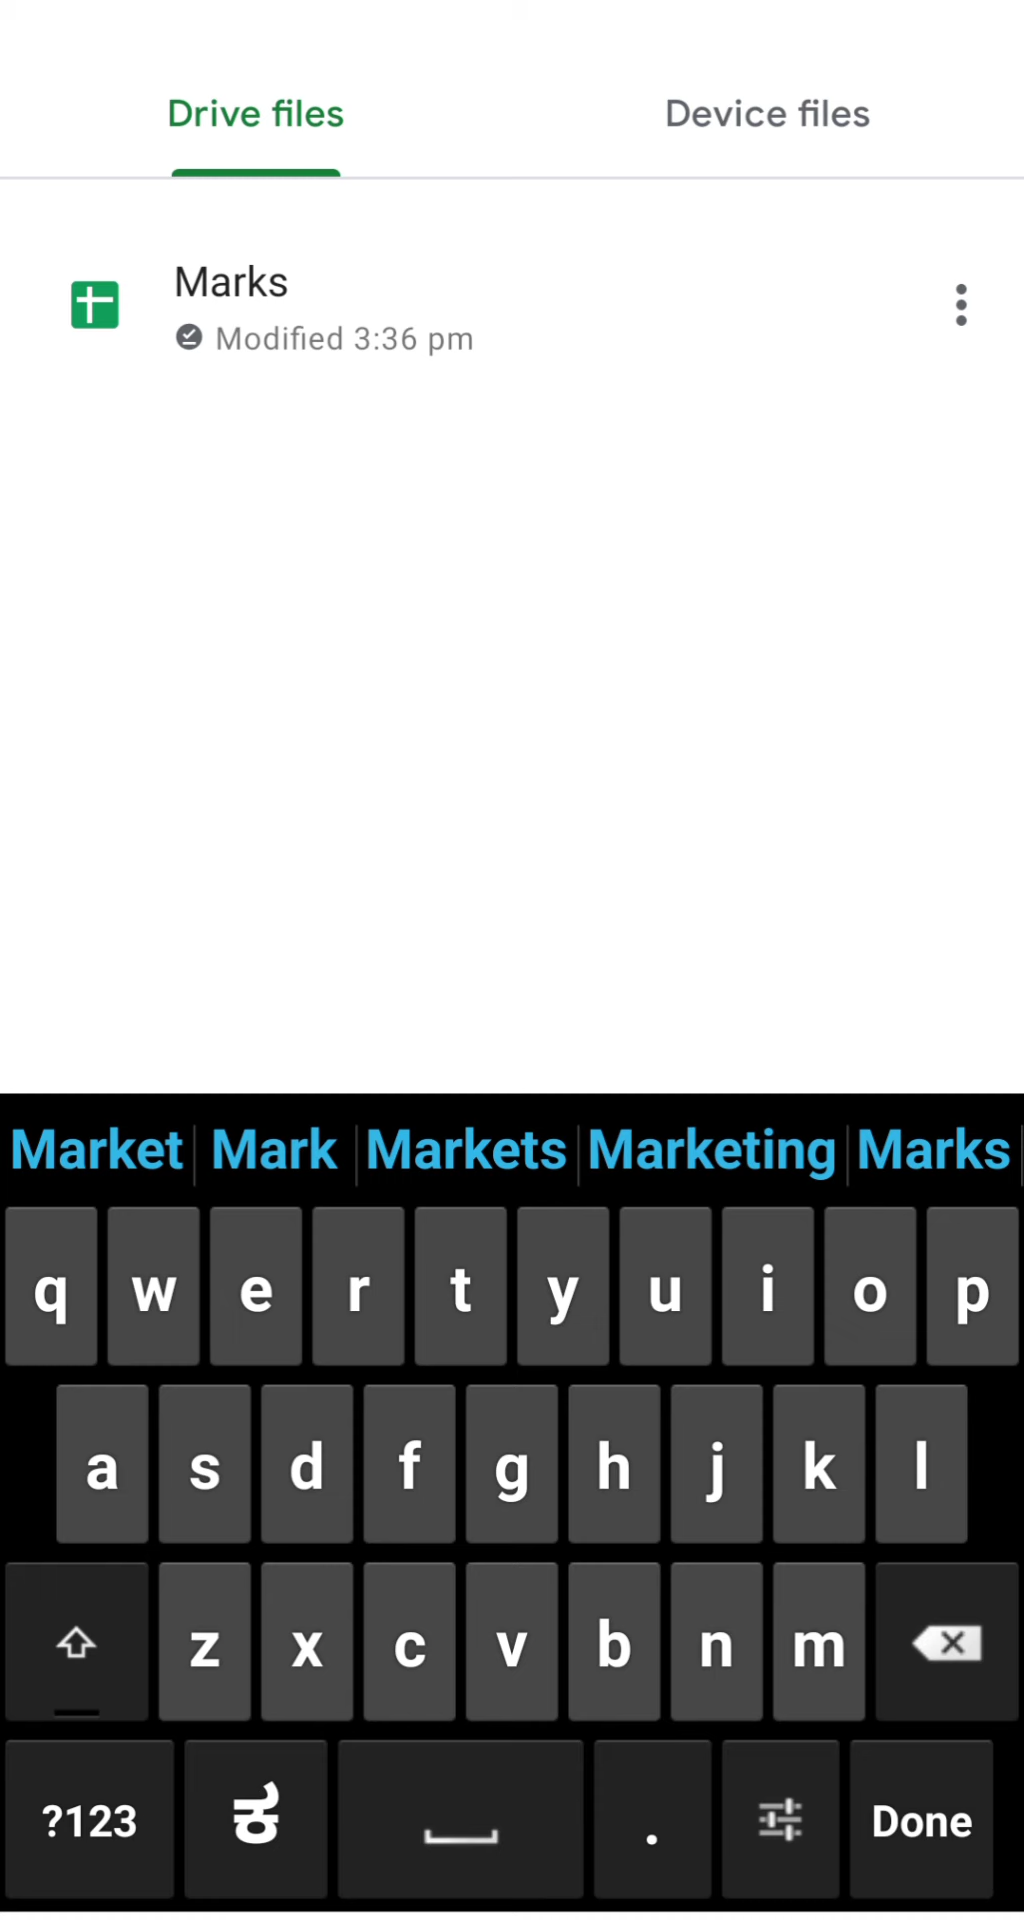 Drive files Device files
Marks
Modified 3:36 pm
Market Mark Markets Marketing Marks
q w e r t y u i o p
a s d f g h j k l
z x c v b n m
?123 ಕ . Done